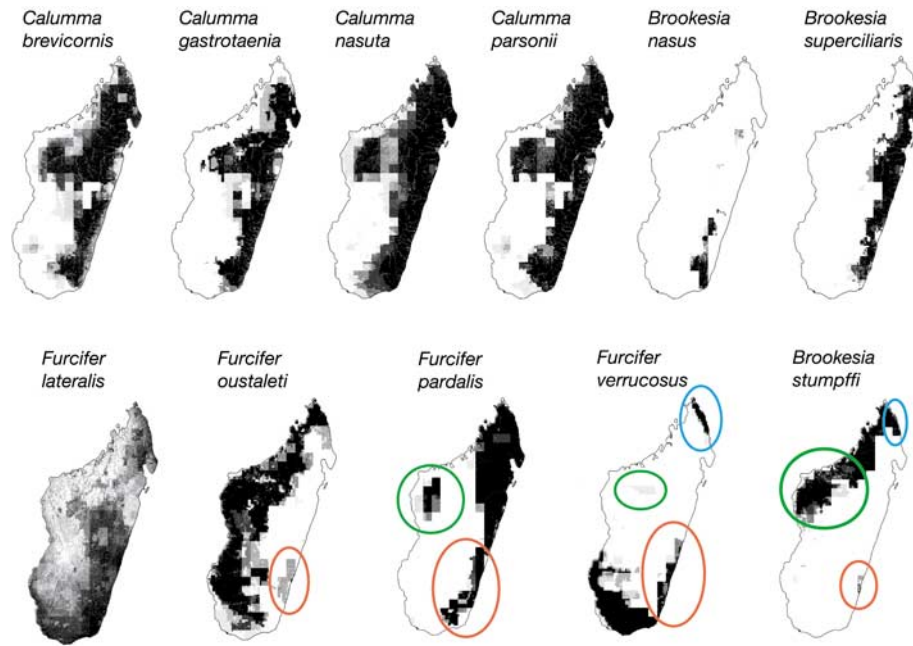 Calumma
brevicornis
Calumma
gastrotaenia
Calumma
nasuta
Calumma
parsonii
Brookesia
nasus
Brookesia
superciliaris
Furcifer
lateralis
Furcifer
oustaleti
Furcifer
pardalis
Furcifer
verrucosus
Brookesia
stumpffi